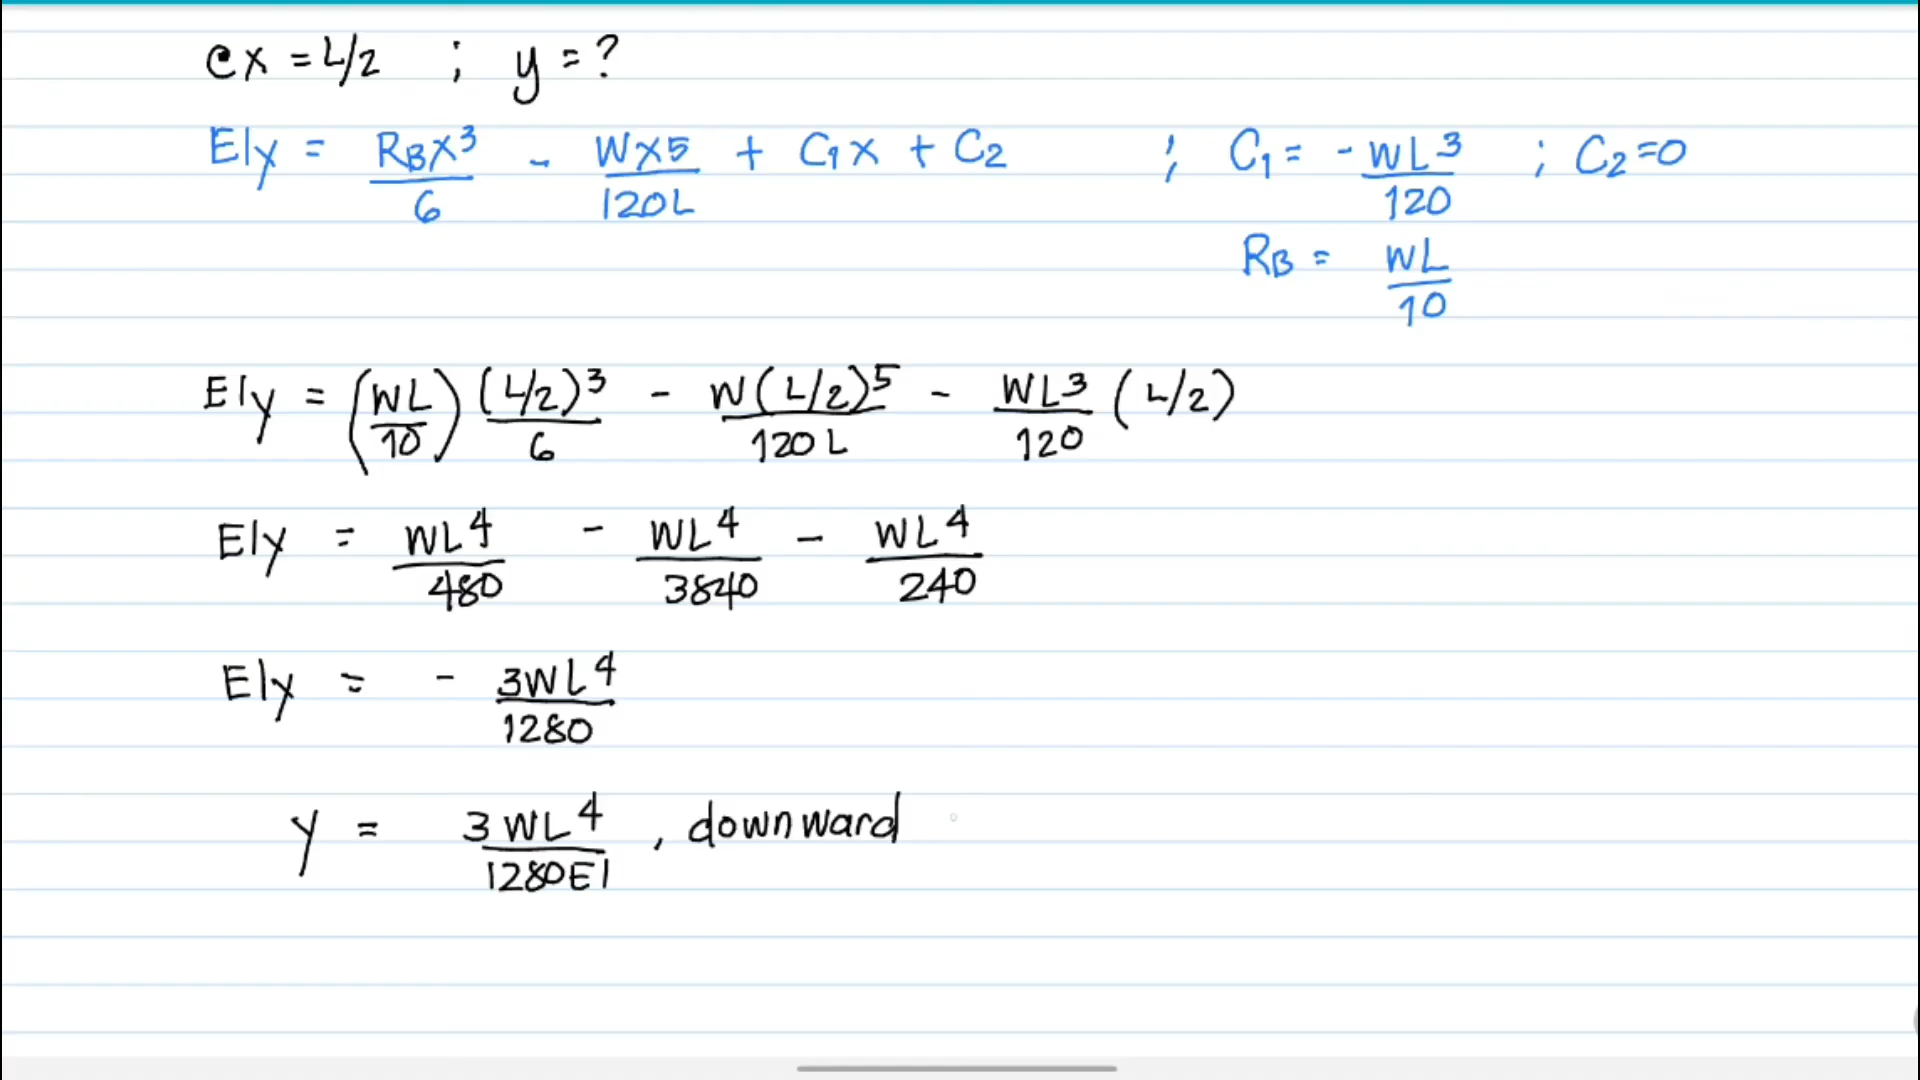 @x = L/2 ; y = ?
EIy = R_B x³/6 - Wx⁵/120L + C₁x + C₂ ; C₁ = - WL³/120 ; C₂ = 0
R_B = WL/10
EIy = (WL/10) (L/2)³/6 - W(L/2)⁵/120L - WL³/120 (L/2)
EIy = WL⁴/480 - WL⁴/3840 - WL⁴/240
EIy = - 3WL⁴/1280
y = 3WL⁴/1280EI , downward